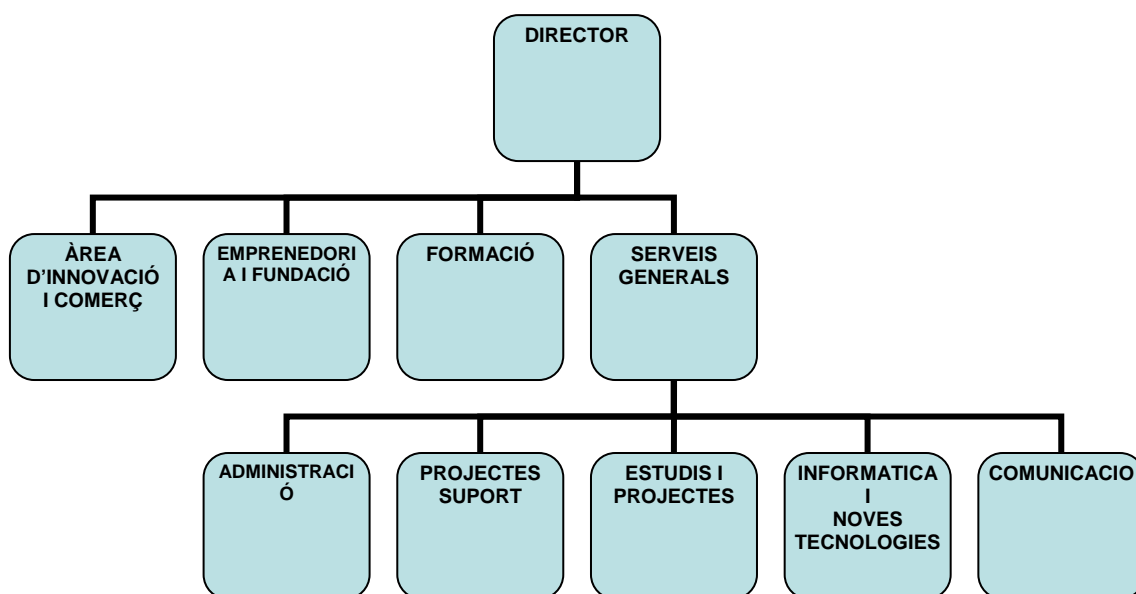 DIRECTOR
ÀREA
D'INNOVACIÓ
I COMERÇ
EMPRENEDORI
A I FUNDACIÓ
FORMACIÓ
SERVEIS
GENERALS
ADMINISTRACI
Ó
PROJECTES
SUPORT
ESTUDIS I
PROJECTES
INFORMATICA
I
NOVES
TECNOLOGIES
COMUNICACIO